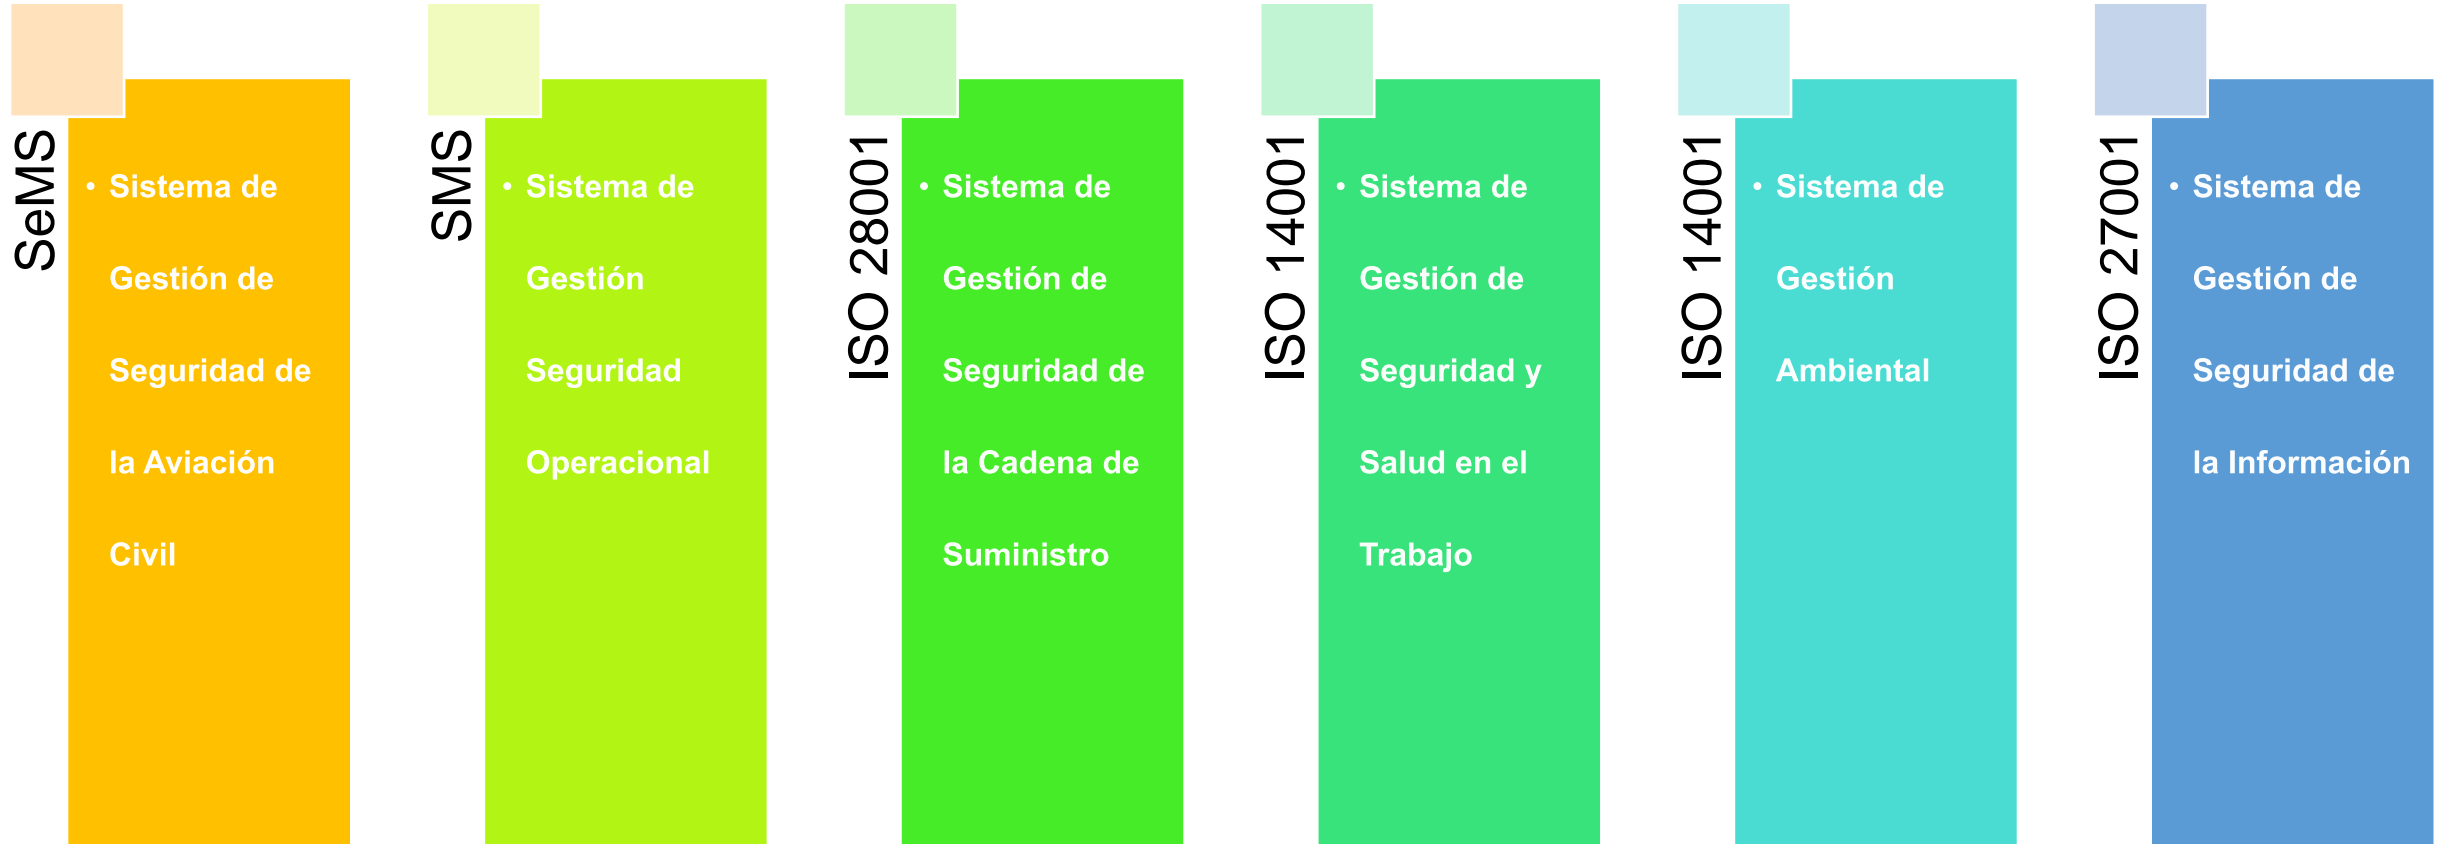 SeMS
• Sistema de
Gestión de
Seguridad de
la Aviación
Civil
SMS
• Sistema de
Gestión
Seguridad
Operacional
ISO 28001
• Sistema de
Gestión de
Seguridad de
la Cadena de
Suministro
ISO 14001
• Sistema de
Gestión de
Seguridad y
Salud en el
Trabajo
ISO 14001
• Sistema de
Gestión
Ambiental
ISO 27001
• Sistema de
Gestión de
Seguridad de
la Información